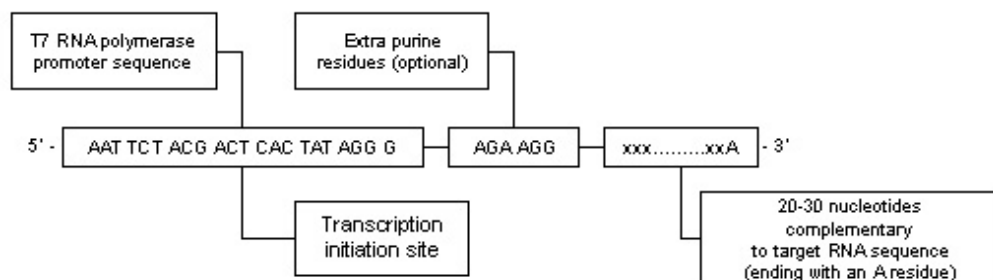 T7 RNA polymerase
promoter sequence
Extra purine
residues (optional)
5' - AAT TCT ACG ACT CAC TAT AGG G AGA AGG xxx.........xxA - 3'
Transcription
initiation site
20-30 nucleotides
complementary
to target RNA sequence
(ending with an A residue)